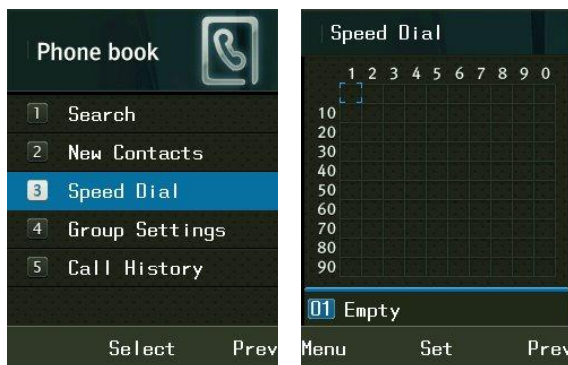 Phone book
1 Search
2 New Contacts
3 Speed Dial
4 Group Settings
5 Call History
Select Prev
Speed Dial
1 2 3 4 5 6 7 8 9 0
10
20
30
40
50
60
70
80
90
01 Empty
Menu Set Prev